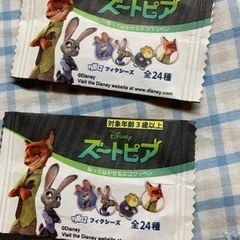 ズートピア
貼ってはがせるエコワッペン
フィクシーズ
全24種
©Disney
Visit the Disney website at www.disney.com
対象年齢3歳以上
Disney
ズートピア
貼ってはがせるエコワッペン
フィクシーズ
全24種
©Disney
Visit the Disney website at www.disney.com